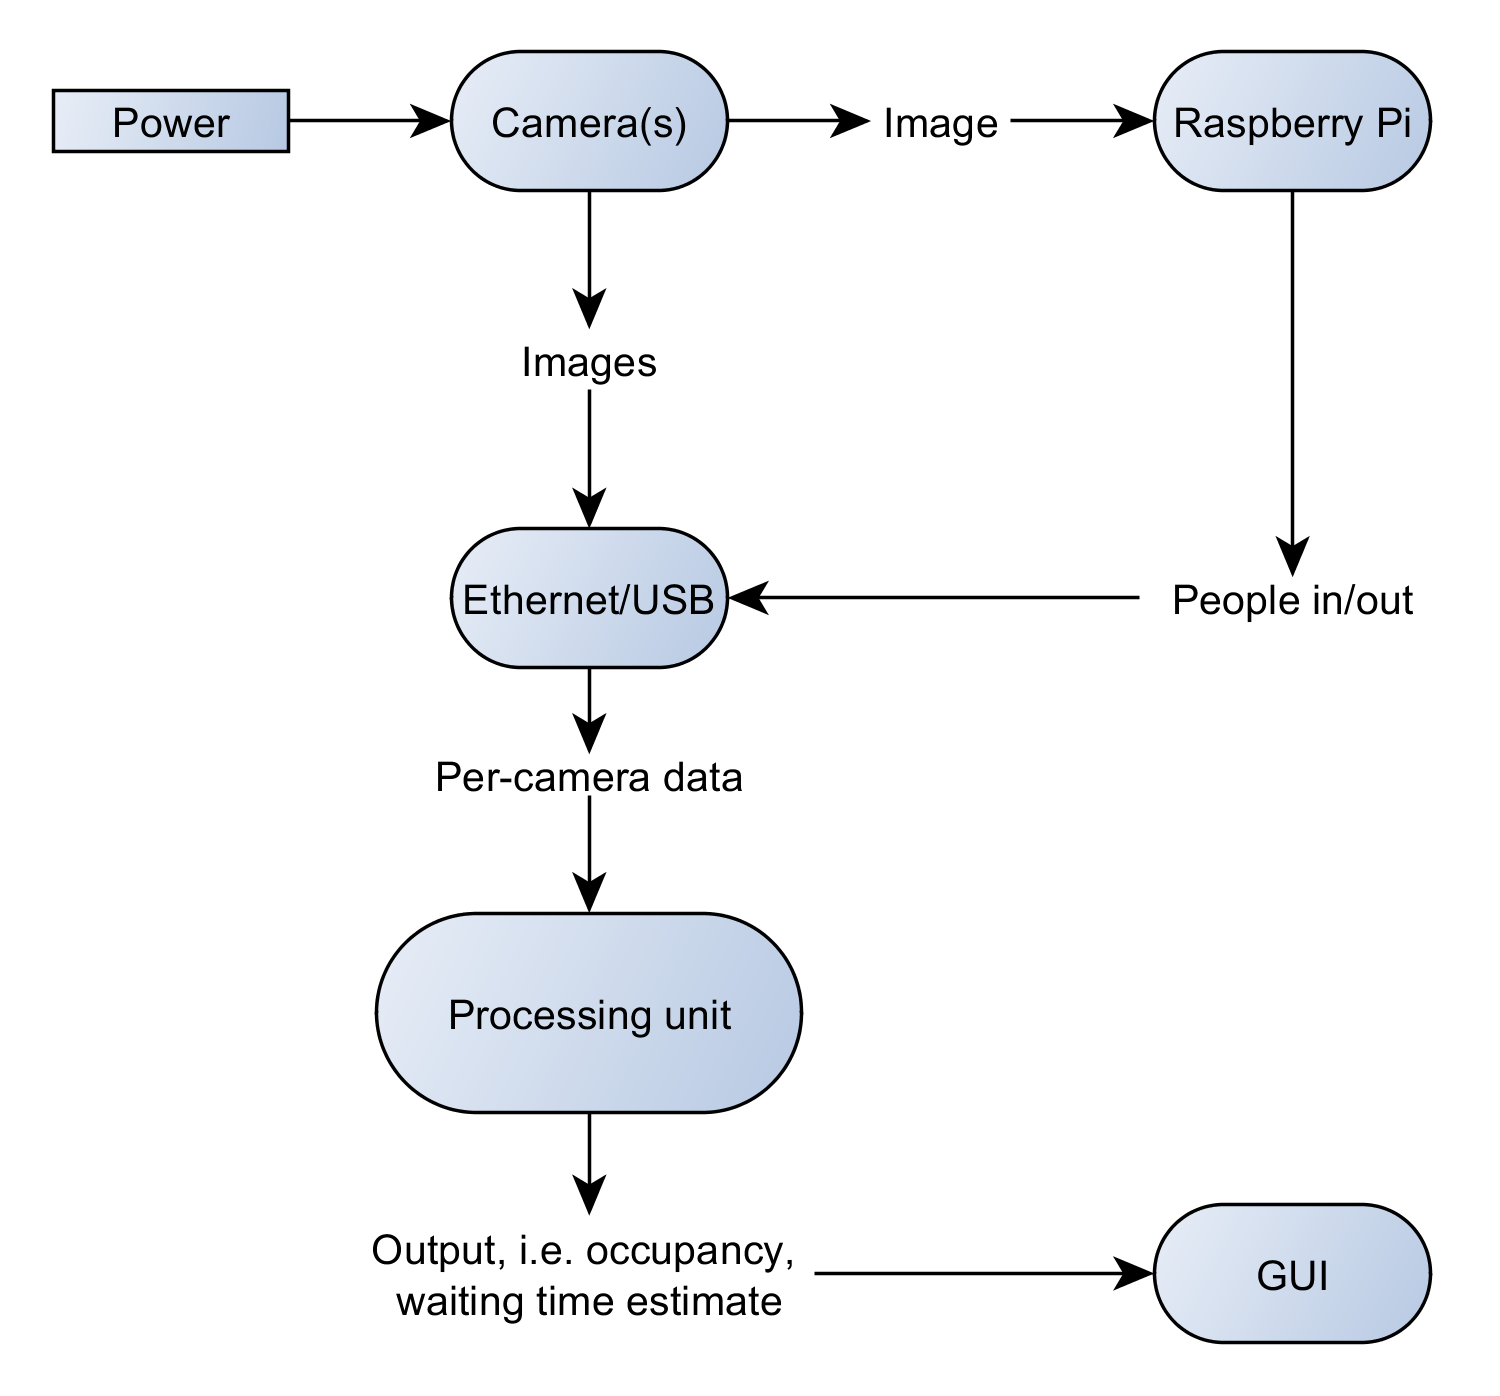 Power
Camera(s)
Image
Raspberry Pi
Images
Ethernet/USB
People in/out
Per-camera data
Processing unit
Output, i.e. occupancy,
waiting time estimate
GUI